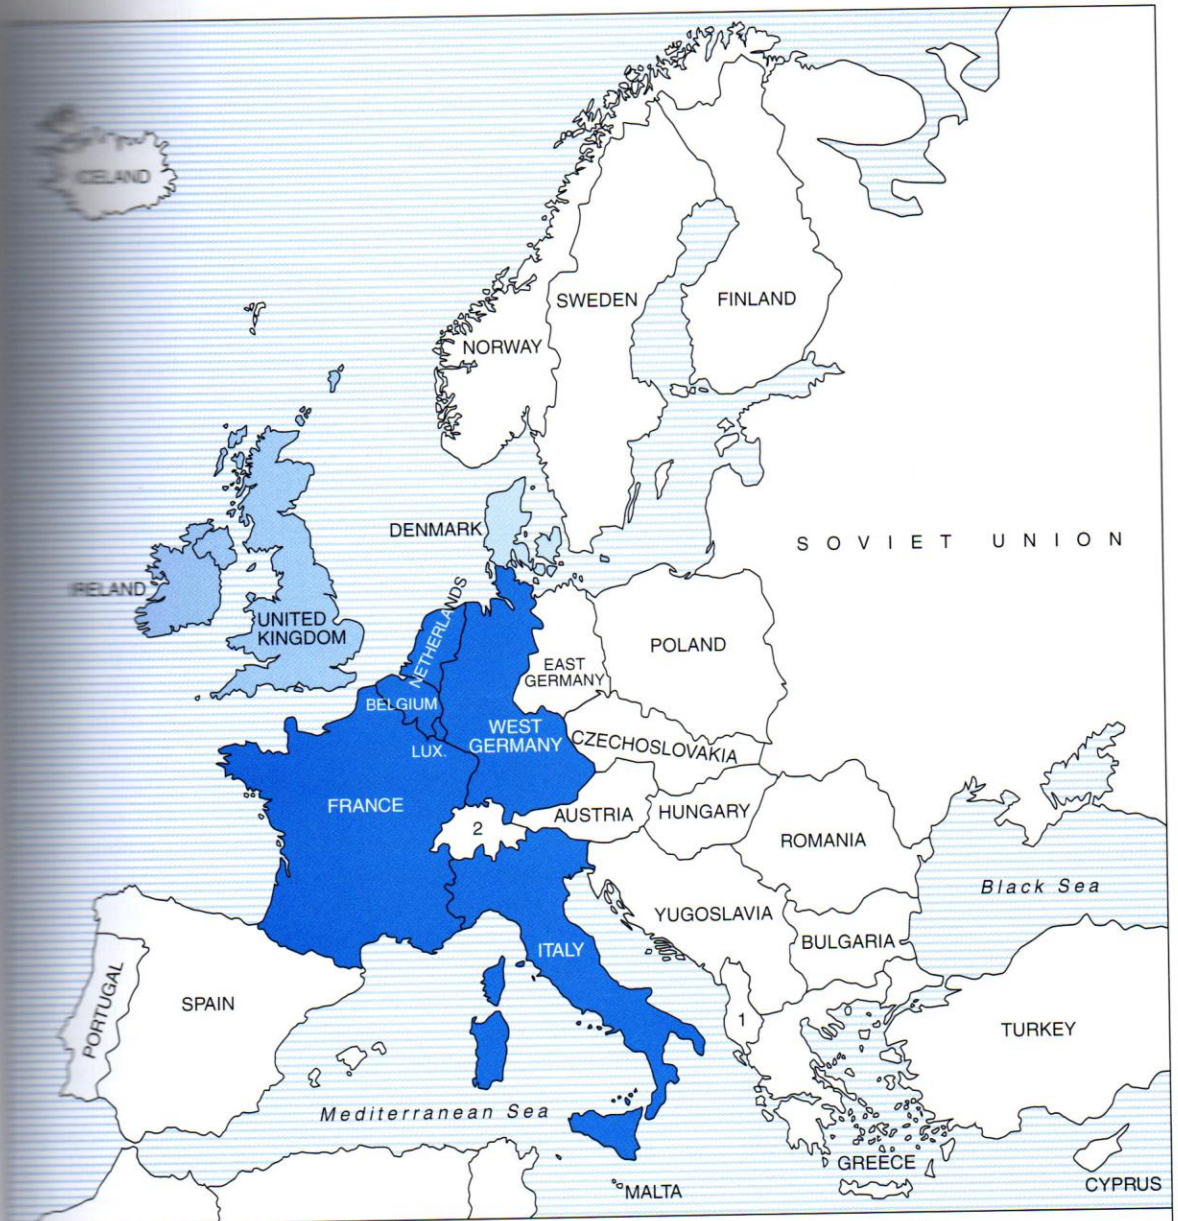 ICELAND
SWEDEN
FINLAND
NORWAY
DENMARK
SOVIET UNION
IRELAND
UNITED
KINGDOM
NETHERLANDS
POLAND
EAST
GERMANY
BELGIUM
WEST
GERMANY
CZECHOSLOVAKIA
LUX.
FRANCE
2
AUSTRIA
HUNGARY
ROMANIA
Black Sea
YUGOSLAVIA
BULGARIA
ITALY
PORTUGAL
SPAIN
1
TURKEY
Mediterranean Sea
GREECE
MALTA
CYPRUS